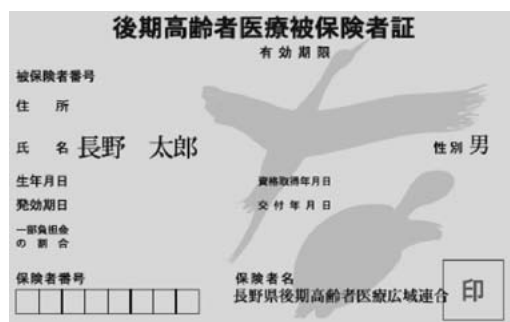 後期高齢者医療被保険者証
有効期限
被保険者番号
住所
氏名 長野 太郎 性別 男
生年月日 資格取得年月日
発効期日 交付年月日
一部負担金
の割合
保険者番号 保険者名
長野県後期高齢者医療広域連合 印